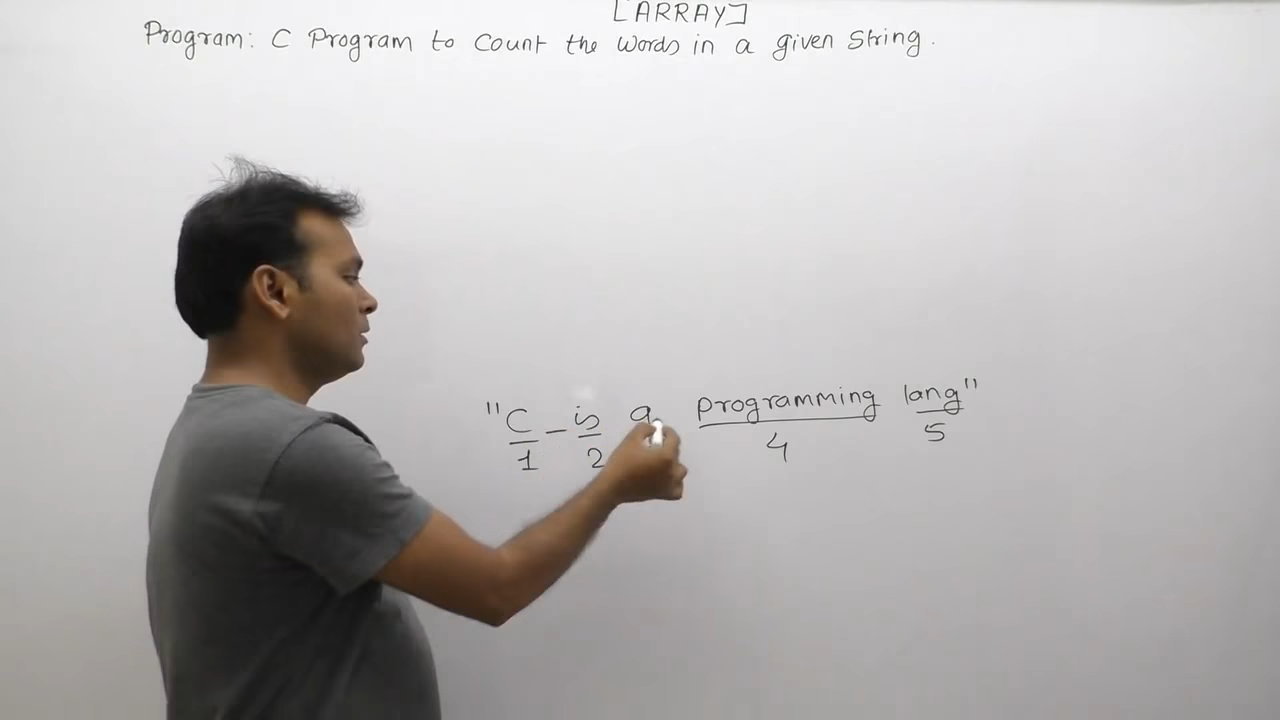 [ARRAY]
Program: C Program to Count the Words in a given String.
"C - is a programming lang"
1 2 4 5